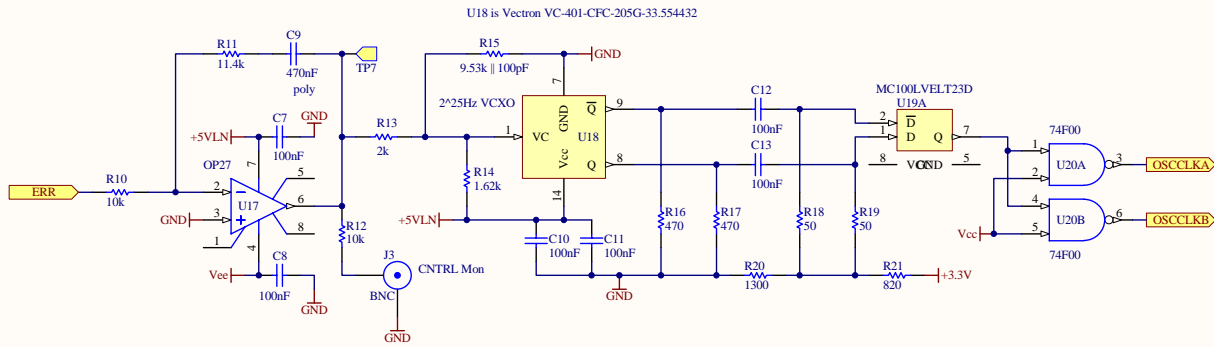 U18 is Vectron VC-401-CFC-205G-33.554432
R11
11.4k
C9
470nF
poly
TP7
R15
9.53k || 100pF
GND
2^25Hz VCXO
7
GND
1
VC
U18
Vcc
14
Q
9
Q
8
C12
100nF
C13
100nF
MC100LVELT23D
U19A
2
D
1
D
Q
7
8
VCC
GND
5
74F00
1
2
U20A
3
OSCCLKA
4
5
U20B
6
OSCCLKB
74F00
Vcc
+5VLN
C7
100nF
GND
R13
2k
R14
1.62k
+5VLN
OP27
7
5
ERR
R10
10k
2
U17
6
GND
3
1
4
8
R12
10k
Vee
C8
100nF
GND
J3
CNTRL Mon
BNC
GND
C10
100nF
C11
100nF
R16
470
R17
470
R18
50
R19
50
GND
R20
1300
R21
820
+3.3V